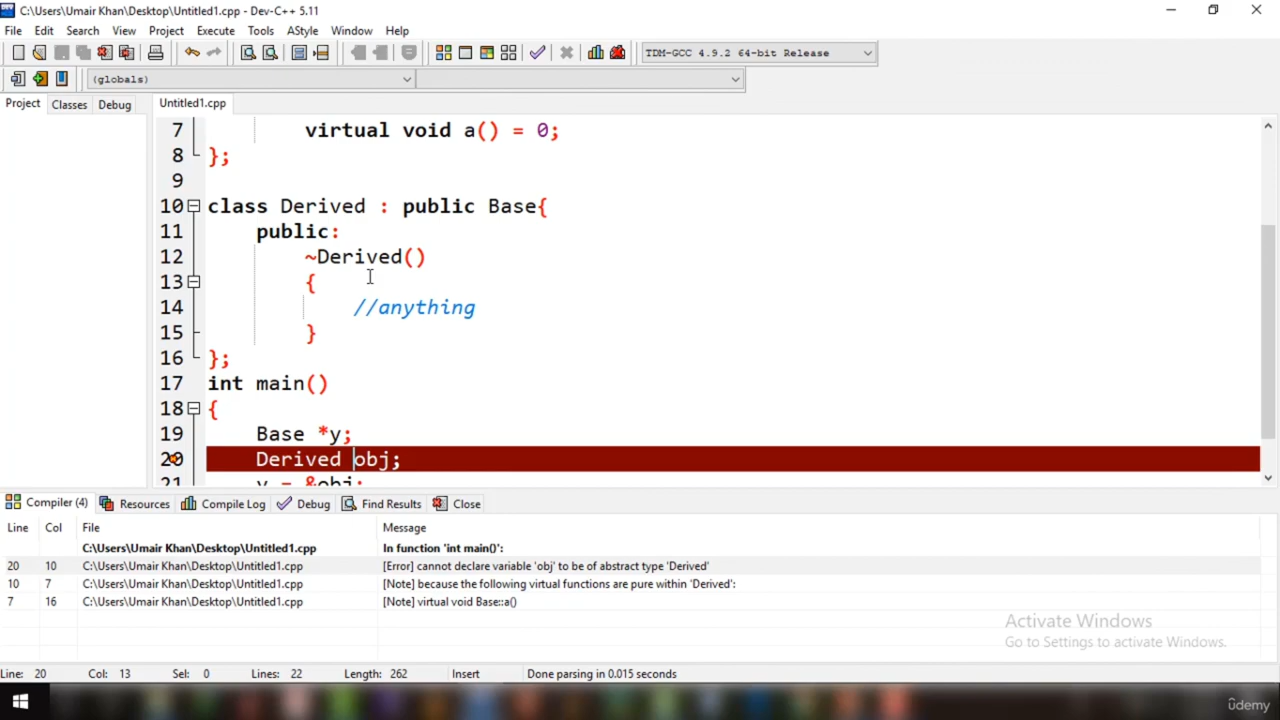 C:\Users\Umair Khan\Desktop\Untitled1.cpp - Dev-C++ 5.11
File Edit Search View Project Execute Tools AStyle Window Help
TDM-GCC 4.9.2 64-bit Release
(globals)
Project Classes Debug Untitled1.cpp
7 virtual void a() = 0;
8 };
9
10 class Derived : public Base{
11 public:
12 ~Derived()
13 {
14 //anything
15 }
16 };
17 int main()
18 {
19 Base *y;
20 Derived obj;
21 y = &obj;
Compiler (4) Resources Compile Log Debug Find Results Close
Line Col File Message
C:\Users\Umair Khan\Desktop\Untitled1.cpp In function 'int main()':
20 10 C:\Users\Umair Khan\Desktop\Untitled1.cpp [Error] cannot declare variable 'obj' to be of abstract type 'Derived'
10 7 C:\Users\Umair Khan\Desktop\Untitled1.cpp [Note] because the following virtual functions are pure within 'Derived':
7 16 C:\Users\Umair Khan\Desktop\Untitled1.cpp [Note] virtual void Base::a()
Activate Windows
Go to Settings to activate Windows.
Line: 20 Col: 13 Sel: 0 Lines: 22 Length: 262 Insert Done parsing in 0.015 seconds
ûdemy